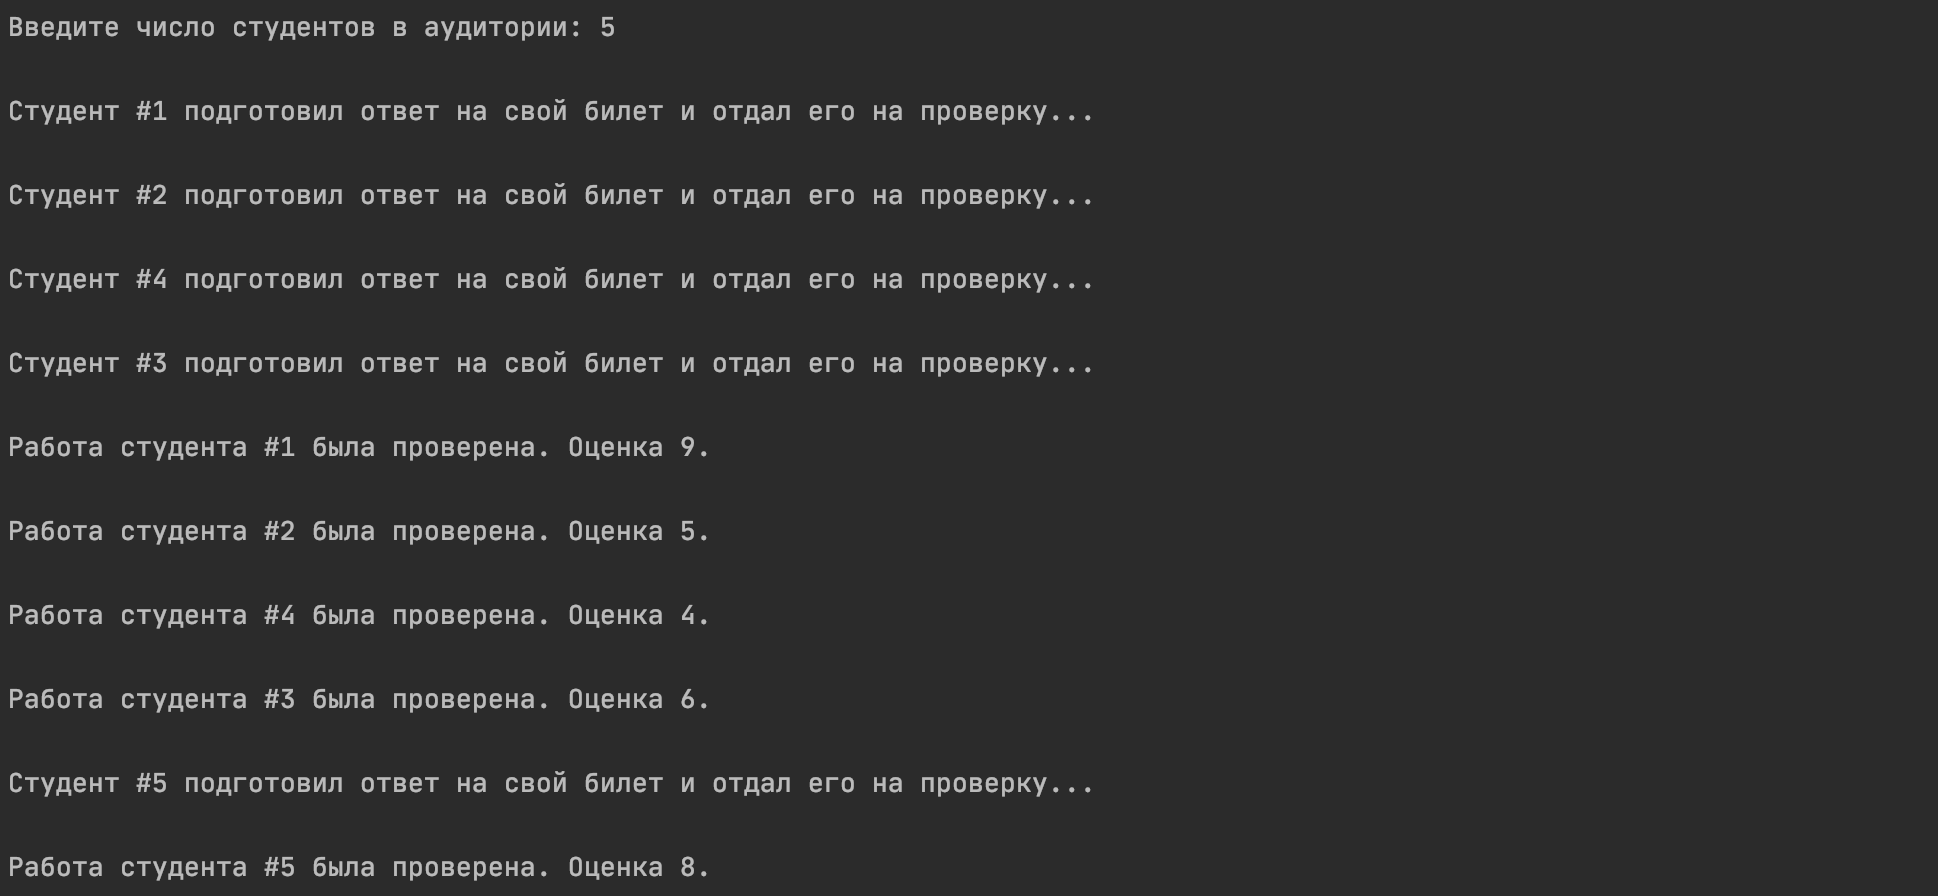 Введите число студентов в аудитории: 5
Студент #1 подготовил ответ на свой билет и отдал его на проверку...
Студент #2 подготовил ответ на свой билет и отдал его на проверку...
Студент #4 подготовил ответ на свой билет и отдал его на проверку...
Студент #3 подготовил ответ на свой билет и отдал его на проверку...
Работа студента #1 была проверена. Оценка 9.
Работа студента #2 была проверена. Оценка 5.
Работа студента #4 была проверена. Оценка 4.
Работа студента #3 была проверена. Оценка 6.
Студент #5 подготовил ответ на свой билет и отдал его на проверку...
Работа студента #5 была проверена. Оценка 8.